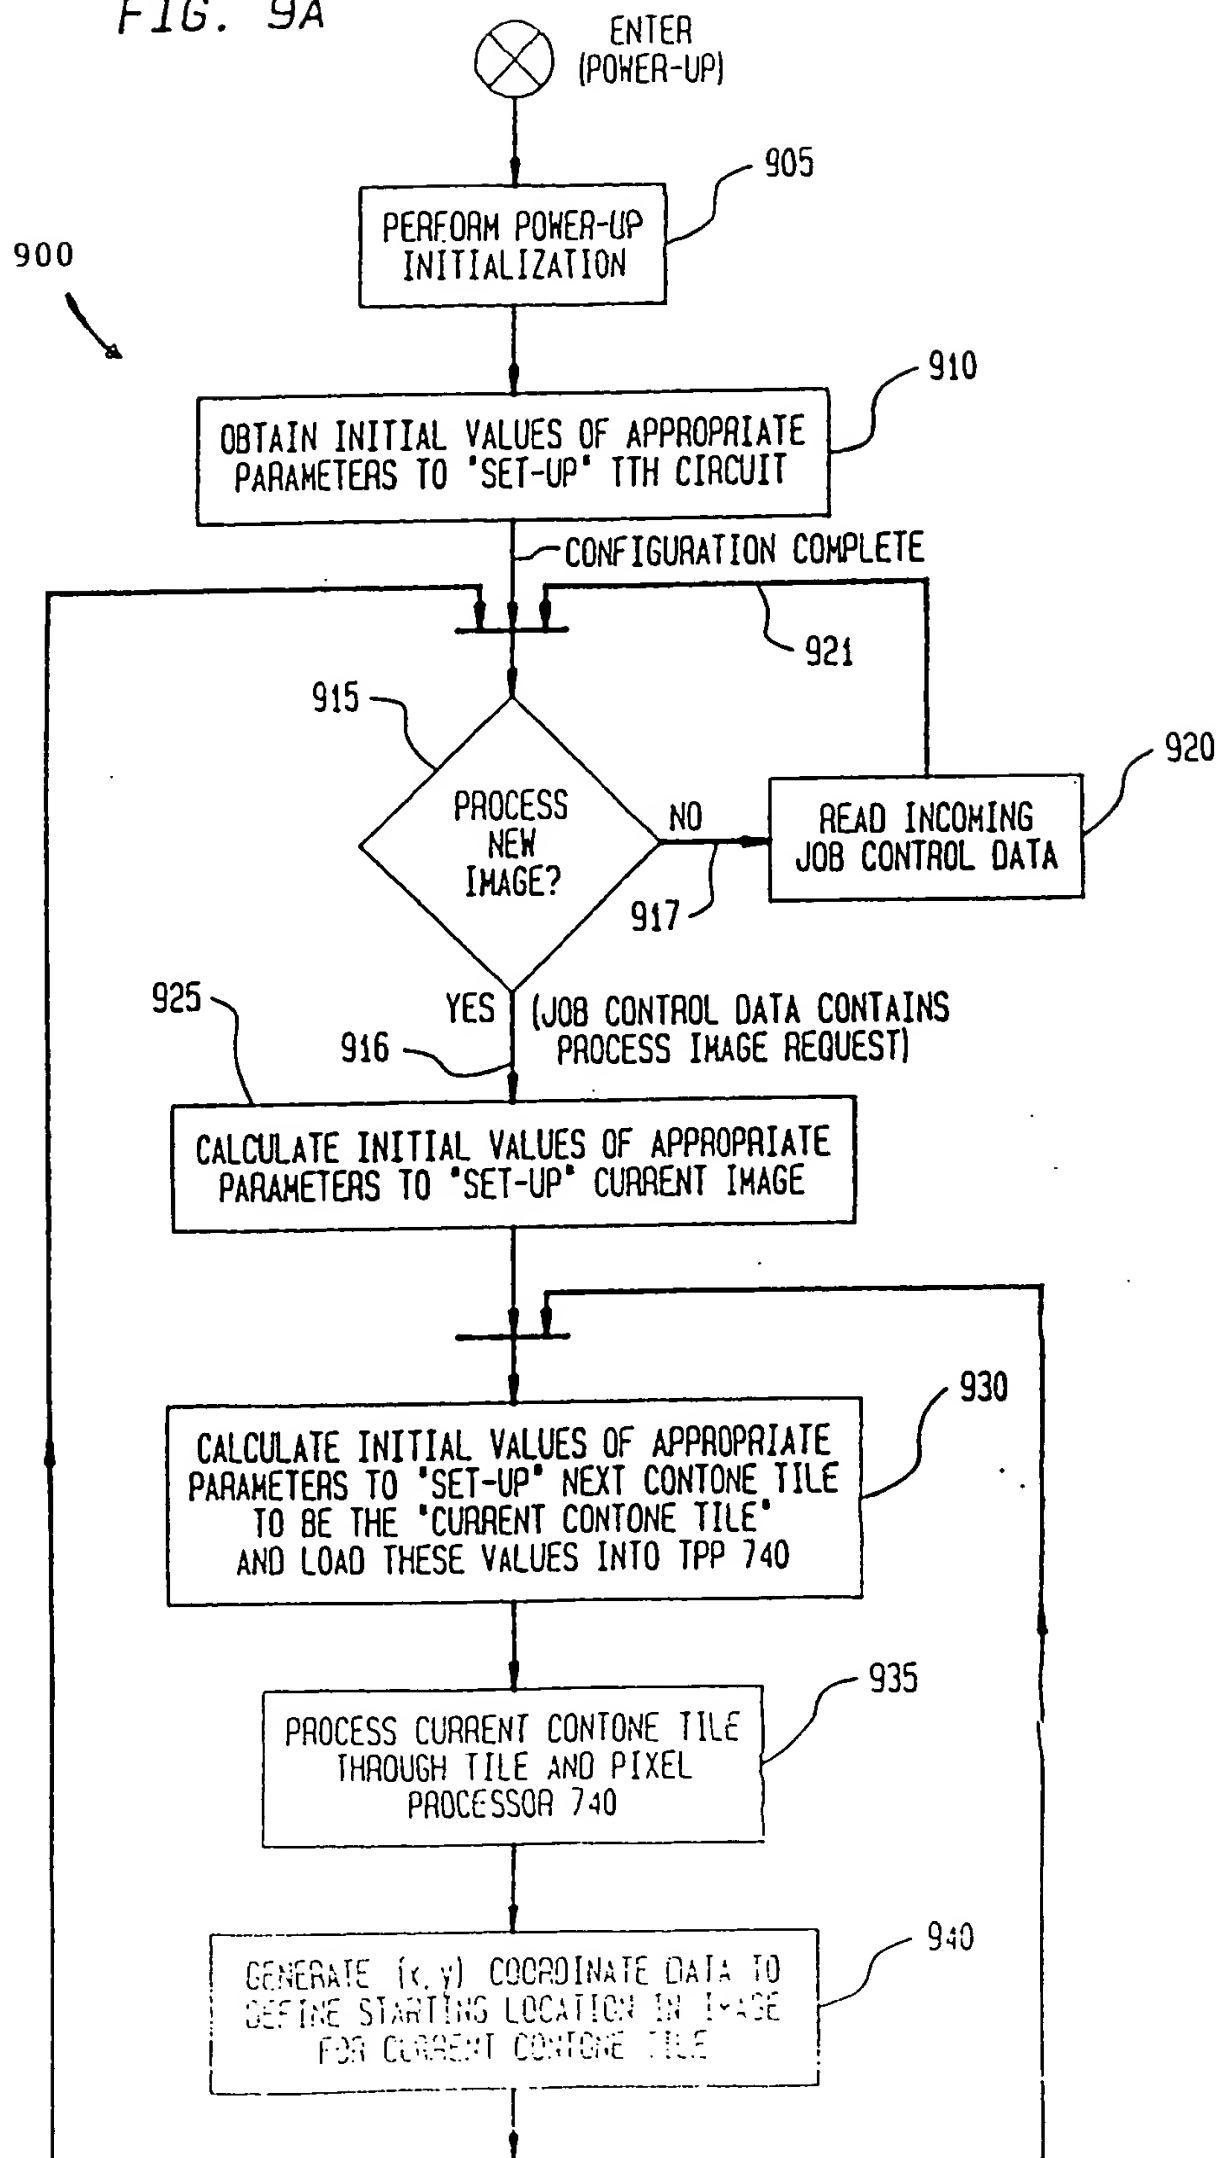 FIG. 9A
ENTER
(POWER-UP)
905
PERFORM POWER-UP
INITIALIZATION
900
910
OBTAIN INITIAL VALUES OF APPROPRIATE
PARAMETERS TO "SET-UP" TTH CIRCUIT
CONFIGURATION COMPLETE
921
915
920
PROCESS
NEW
IMAGE?
NO
READ INCOMING
JOB CONTROL DATA
917
925
YES
(JOB CONTROL DATA CONTAINS
PROCESS IMAGE REQUEST)
916
CALCULATE INITIAL VALUES OF APPROPRIATE
PARAMETERS TO "SET-UP" CURRENT IMAGE
930
CALCULATE INITIAL VALUES OF APPROPRIATE
PARAMETERS TO "SET-UP" NEXT CONTONE TILE
TO BE THE "CURRENT CONTONE TILE"
AND LOAD THESE VALUES INTO TPP 740
935
PROCESS CURRENT CONTONE TILE
THROUGH TILE AND PIXEL
PROCESSOR 740
940
GENERATE (x,y) COORDINATE DATA TO
DEFINE STARTING LOCATION IN IMAGE
FOR CURRENT CONTONE TILE